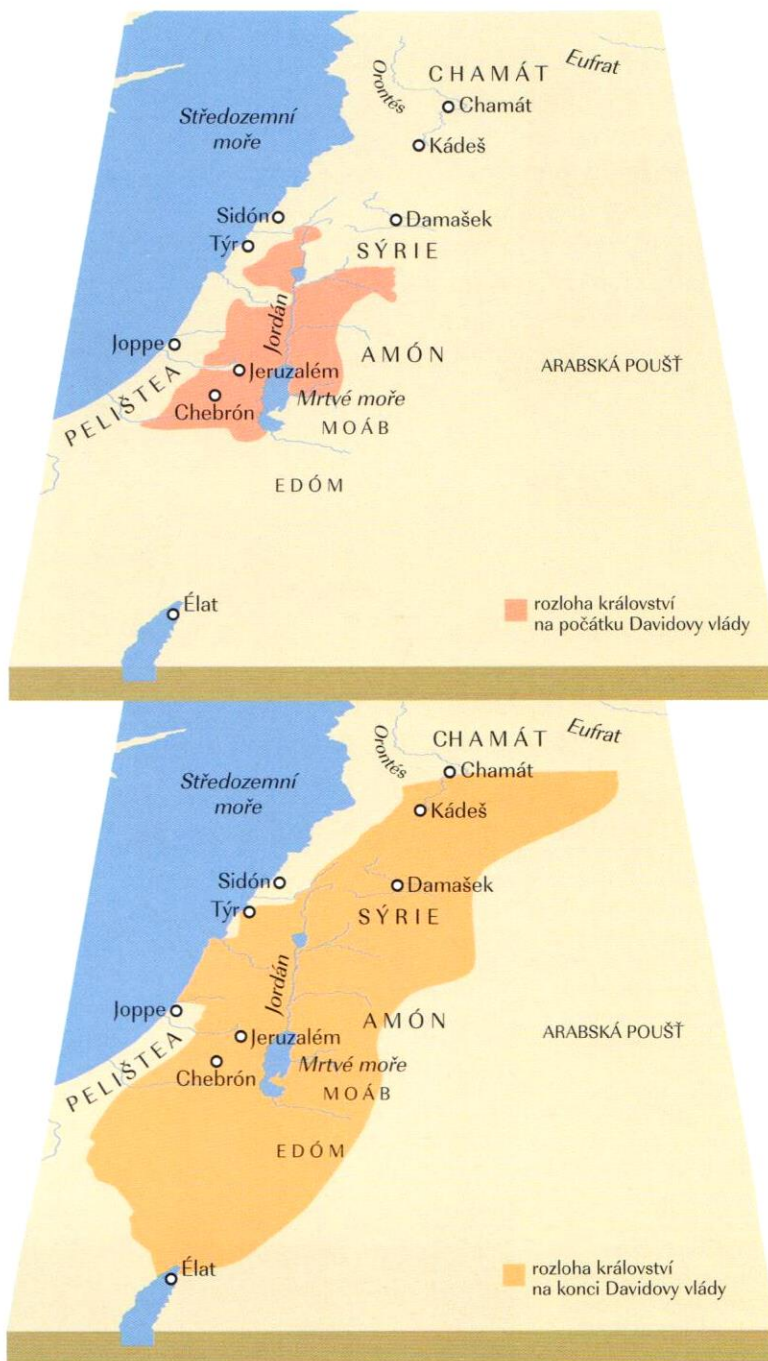 CHAMÁT
Eufrat
Orontés
Chamát
Středozemní
moře
Kádeš
Sidón
Damašek
Týr
SÝRIE
Jordán
Joppe
AMÓN
ARABSKÁ POUŠŤ
Jeruzalém
PELIŠTEA
Chebrón
Mrtvé moře
MOÁB
EDÓM
Élat
rozloha království
na počátku Davidovy vlády
CHAMÁT
Eufrat
Orontés
Chamát
Středozemní
moře
Kádeš
Sidón
Damašek
Týr
SÝRIE
Jordán
Joppe
AMÓN
ARABSKÁ POUŠŤ
Jeruzalém
PELIŠTEA
Chebrón
Mrtvé moře
MOÁB
EDÓM
Élat
rozloha království
na konci Davidovy vlády